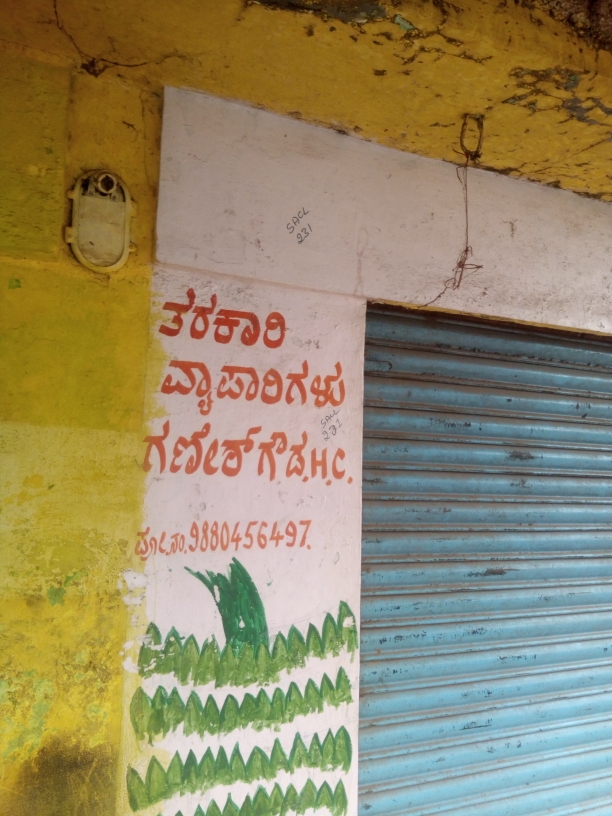 SACL
231
ತರಕಾರಿ
ವ್ಯಾಪಾರಿಗಳು
SACL
231
ಗಣೇಶ್ ಗೌಡ.H.C.
ಫೋ.ನಂ.9880456497.